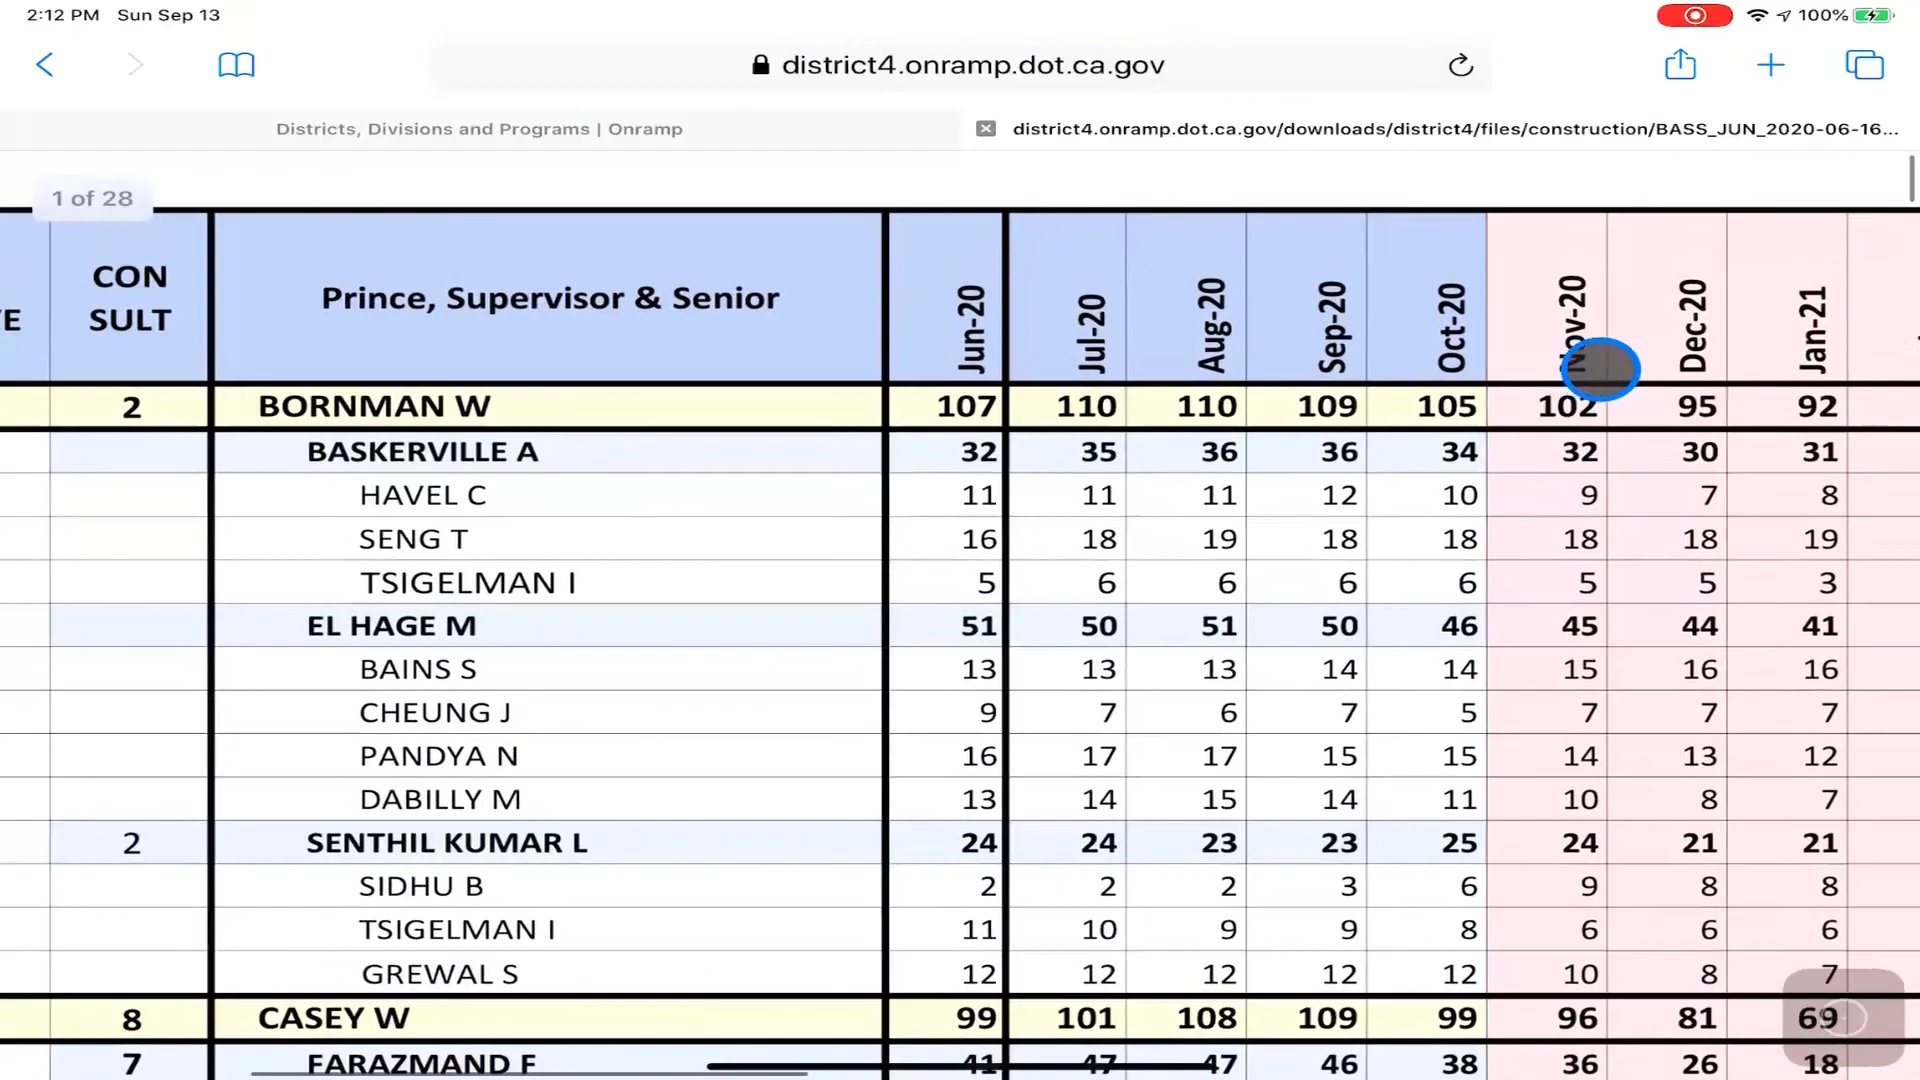 2:12 PM Sun Sep 13 100%
district4.onramp.dot.ca.gov
Districts, Divisions and Programs | Onramp district4.onramp.dot.ca.gov/downloads/district4/files/construction/BASS_JUN_2020-06-16...
1 of 28
CON SULT Prince, Supervisor & Senior Jun-20 Jul-20 Aug-20 Sep-20 Oct-20 Nov-20 Dec-20 Jan-21
2 BORNMAN W 107 110 110 109 105 102 95 92
BASKERVILLE A 32 35 36 36 34 32 30 31
HAVEL C 11 11 11 12 10 9 7 8
SENG T 16 18 19 18 18 18 18 19
TSIGELMAN I 5 6 6 6 6 5 5 3
EL HAGE M 51 50 51 50 46 45 44 41
BAINS S 13 13 13 14 14 15 16 16
CHEUNG J 9 7 6 7 5 7 7 7
PANDYA N 16 17 17 15 15 14 13 12
DABILLY M 13 14 15 14 11 10 8 7
2 SENTHIL KUMAR L 24 24 23 23 25 24 21 21
SIDHU B 2 2 2 3 6 9 8 8
TSIGELMAN I 11 10 9 9 8 6 6 6
GREWAL S 12 12 12 12 12 10 8 7
8 CASEY W 99 101 108 109 99 96 81 69
7 FARAZMAND F 41 47 47 46 38 36 26 18